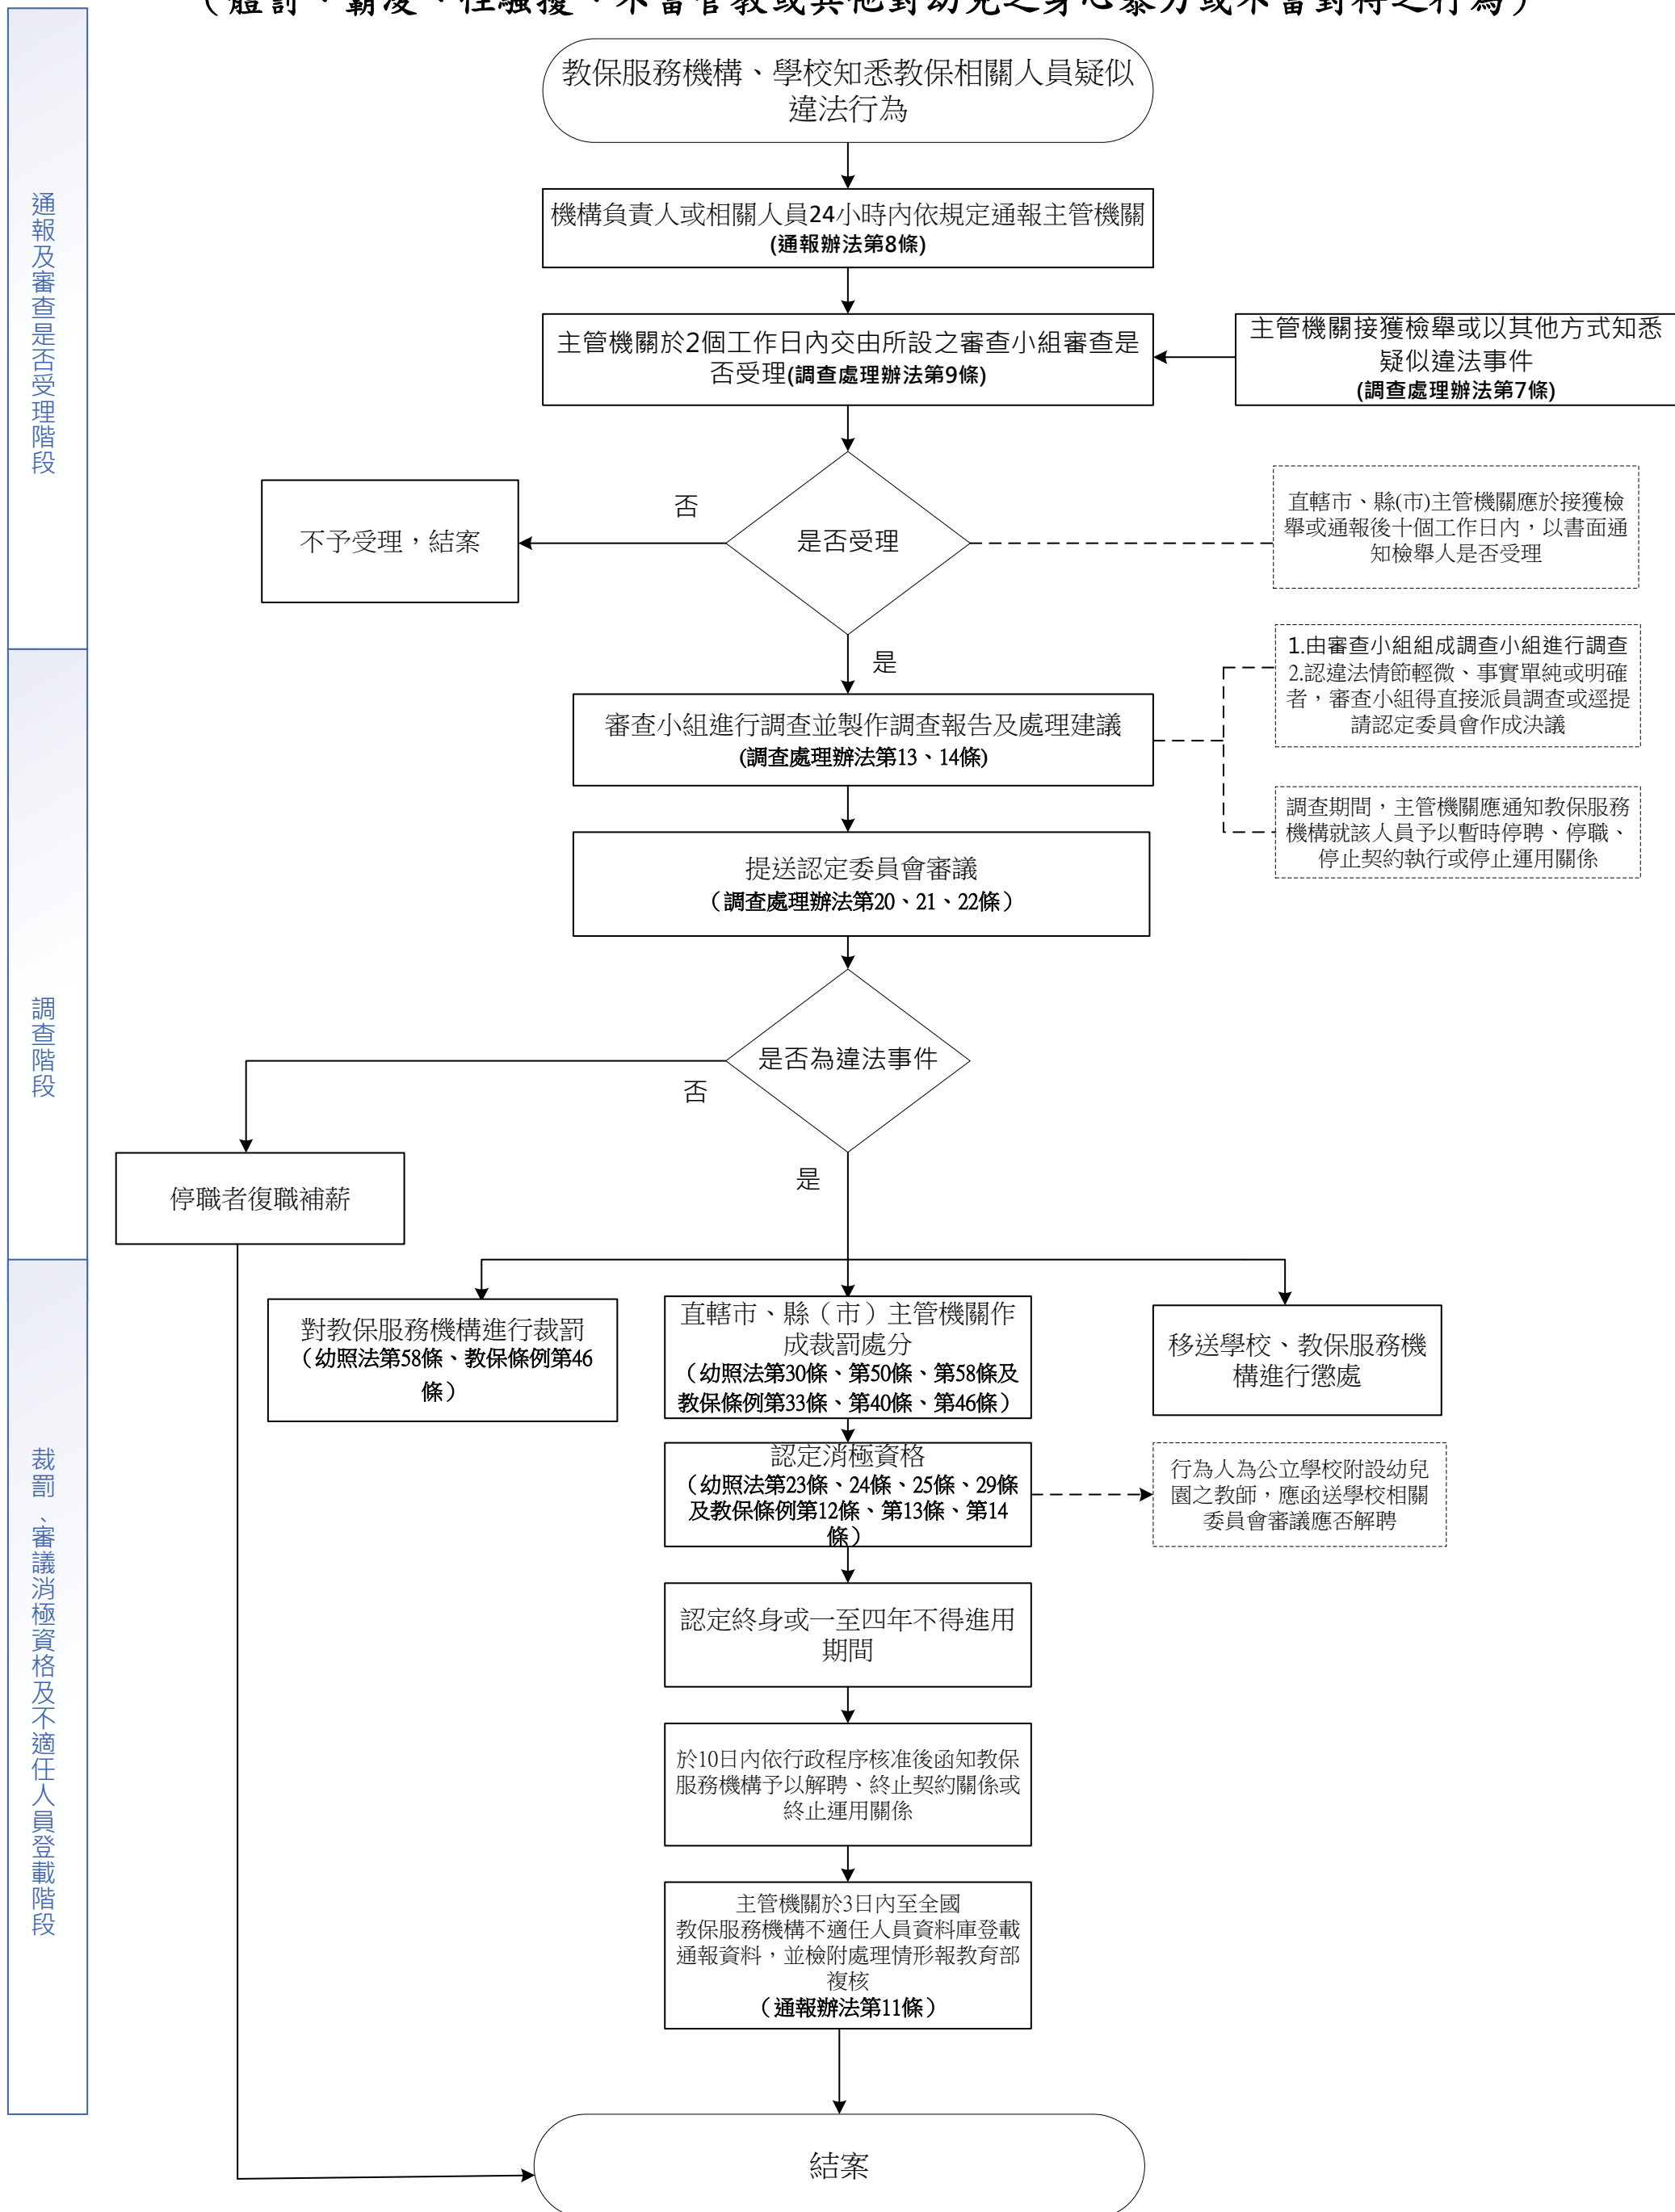 （體罰、霸凌、性騷擾、不當管教或其他對幼兒之身心暴力或不當對待之行為）
通報及審查是否受理階段
教保服務機構、學校知悉教保相關人員疑似
違法行為
機構負責人或相關人員24小時內依規定通報主管機關
(通報辦法第8條)
主管機關於2個工作日內交由所設之審查小組審查是
否受理(調查處理辦法第9條)
主管機關接獲檢舉或以其他方式知悉
疑似違法事件
(調查處理辦法第7條)
是否受理
否
不予受理，結案
直轄市、縣(市)主管機關應於接獲檢
舉或通報後十個工作日內，以書面通
知檢舉人是否受理
是
調查階段
審查小組進行調查並製作調查報告及處理建議
(調查處理辦法第13、14條)
1.由審查小組組成調查小組進行調查
2.認違法情節輕微、事實單純或明確
者，審查小組得直接派員調查或逕提
請認定委員會作成決議
調查期間，主管機關應通知教保服務
機構就該人員予以暫時停聘、停職、
停止契約執行或停止運用關係
提送認定委員會審議
（調查處理辦法第20、21、22條）
是否為違法事件
否
停職者復職補薪
是
裁罰、審議消極資格及不適任人員登載階段
對教保服務機構進行裁罰
（幼照法第58條、教保條例第46
條）
直轄市、縣（市）主管機關作
成裁罰處分
（幼照法第30條、第50條、第58條及
教保條例第33條、第40條、第46條）
移送學校、教保服務機
構進行懲處
認定消極資格
（幼照法第23條、24條、25條、29條
及教保條例第12條、第13條、第14
條）
行為人為公立學校附設幼兒
園之教師，應函送學校相關
委員會審議應否解聘
認定終身或一至四年不得進用
期間
於10日內依行政程序核准後函知教保
服務機構予以解聘、終止契約關係或
終止運用關係
主管機關於3日內至全國
教保服務機構不適任人員資料庫登載
通報資料，並檢附處理情形報教育部
複核
（通報辦法第11條）
結案